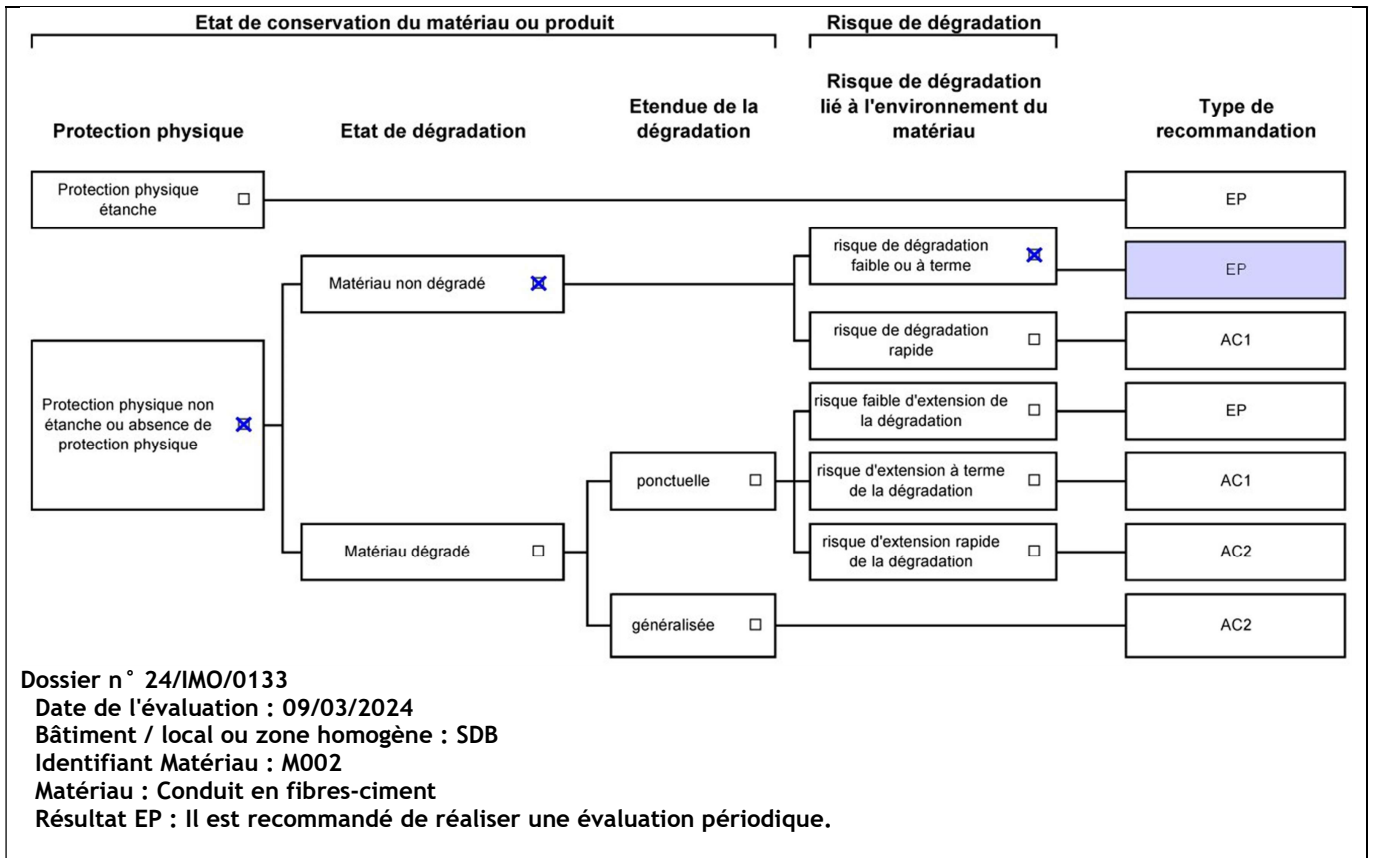 Etat de conservation du matériau ou produit
Risque de dégradation
Protection physique
Etat de dégradation
Etendue de la
dégradation
Risque de dégradation
lié à l'environnement du
matériau
Type de
recommandation
Protection physique
étanche
EP
risque de dégradation
faible ou à terme
EP
Matériau non dégradé
risque de dégradation
rapide
AC1
Protection physique non
étanche ou absence de
protection physique
risque faible d'extension de
la dégradation
EP
ponctuelle
risque d'extension à terme
de la dégradation
AC1
Matériau dégradé
risque d'extension rapide
de la dégradation
AC2
généralisée
AC2
Dossier n° 24/IMO/0133
Date de l'évaluation : 09/03/2024
Bâtiment / local ou zone homogène : SDB
Identifiant Matériau : M002
Matériau : Conduit en fibres-ciment
Résultat EP : Il est recommandé de réaliser une évaluation périodique.